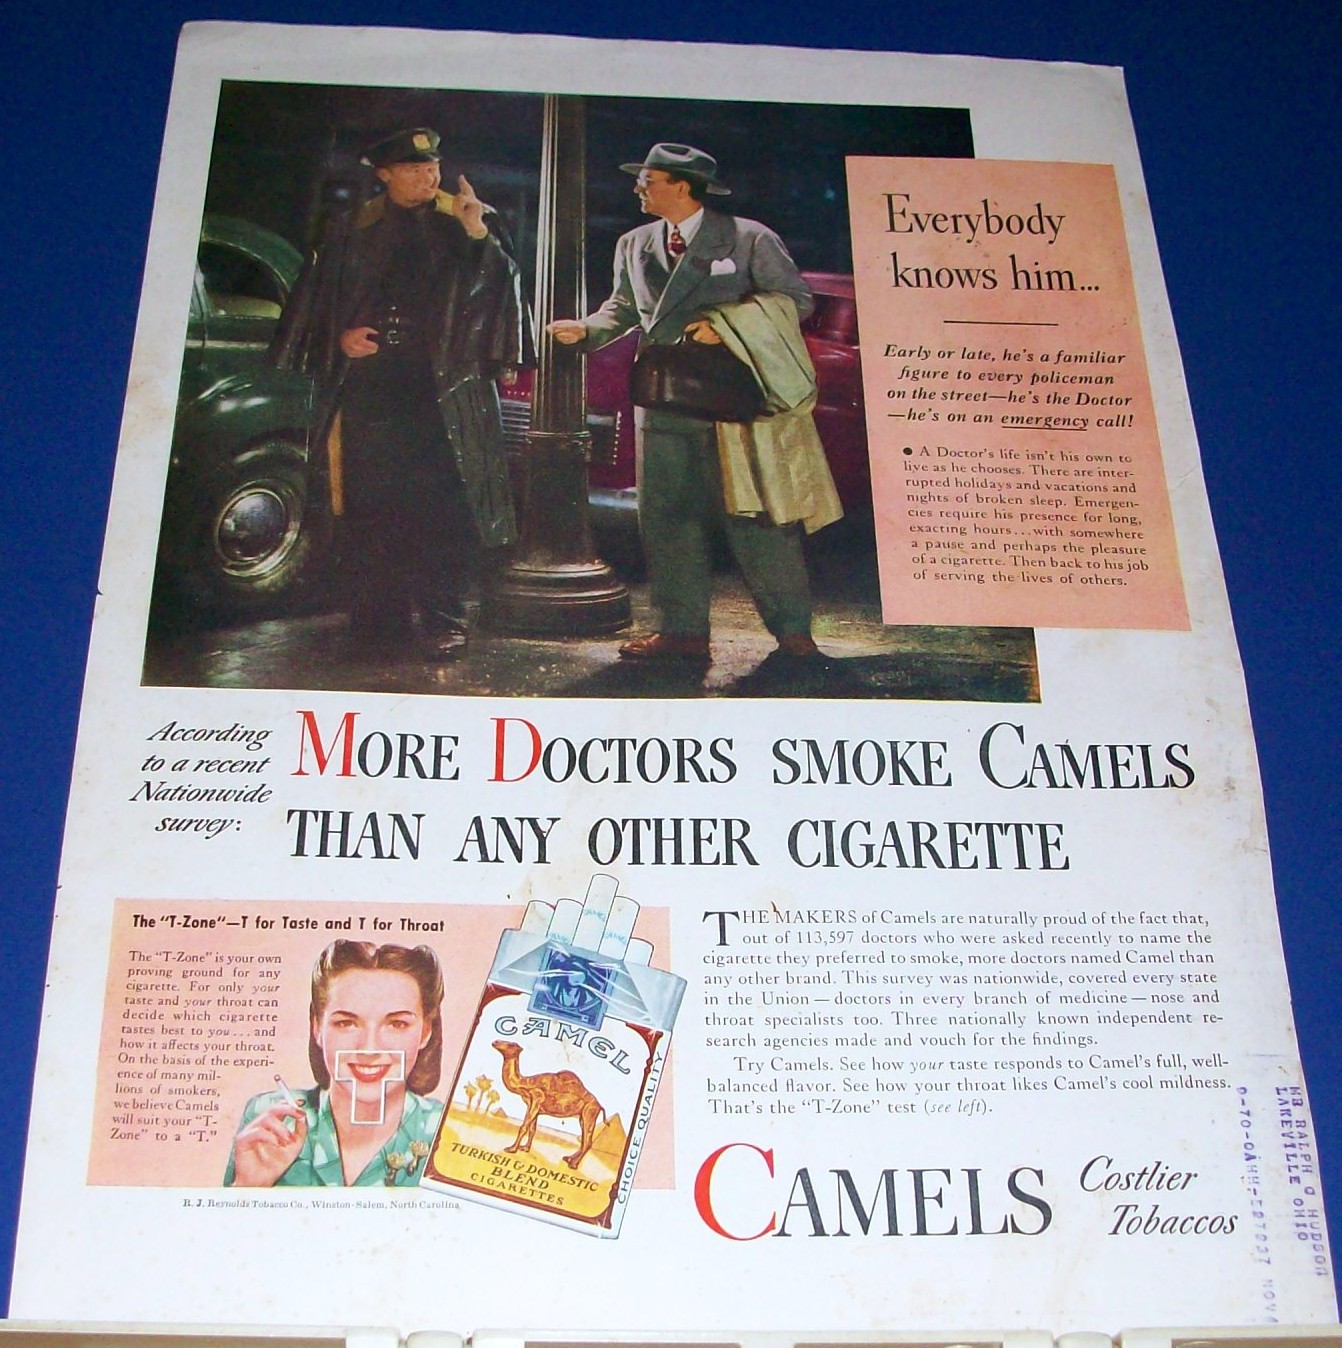 Everybody
knows him...
Early or late, he's a familiar
figure to every policeman
on the street—he's the Doctor
—he's on an emergency call!
● A Doctor's life isn't his own to
live as he chooses. There are inter-
rupted holidays and vacations and
nights of broken sleep. Emergen-
cies require his presence for long,
exacting hours...with somewhere
a pause and perhaps the pleasure
of a cigarette. Then back to his job
of serving the lives of others.
According
to a recent
Nationwide
survey:
MORE DOCTORS SMOKE CAMELS
THAN ANY OTHER CIGARETTE
The "T-Zone"—T for Taste and T for Throat
The "T-Zone" is your own
proving ground for any
cigarette. For only your
taste and your throat can
decide which cigarette
tastes best to you...and
how it affects your throat.
On the basis of the experi-
ence of many mil-
lions of smokers,
we believe Camels
will suit your "T-
Zone" to a "T."
CAMEL
CAMEL
TURKISH & DOMESTIC
BLEND
CIGARETTES
CHOICE QUALITY
R. J. Reynolds Tobacco Co., Winston-Salem, North Carolina
THE MAKERS of Camels are naturally proud of the fact that,
out of 113,597 doctors who were asked recently to name the
cigarette they preferred to smoke, more doctors named Camel than
any other brand. This survey was nationwide, covered every state
in the Union — doctors in every branch of medicine — nose and
throat specialists too. Three nationally known independent re-
search agencies made and vouch for the findings.
Try Camels. See how your taste responds to Camel's full, well-
balanced flavor. See how your throat likes Camel's cool mildness.
That's the "T-Zone" test (see left).
CAMELS
Costlier
Tobaccos
MR RALPH O HUDSON
LAKEVILLE OHIO